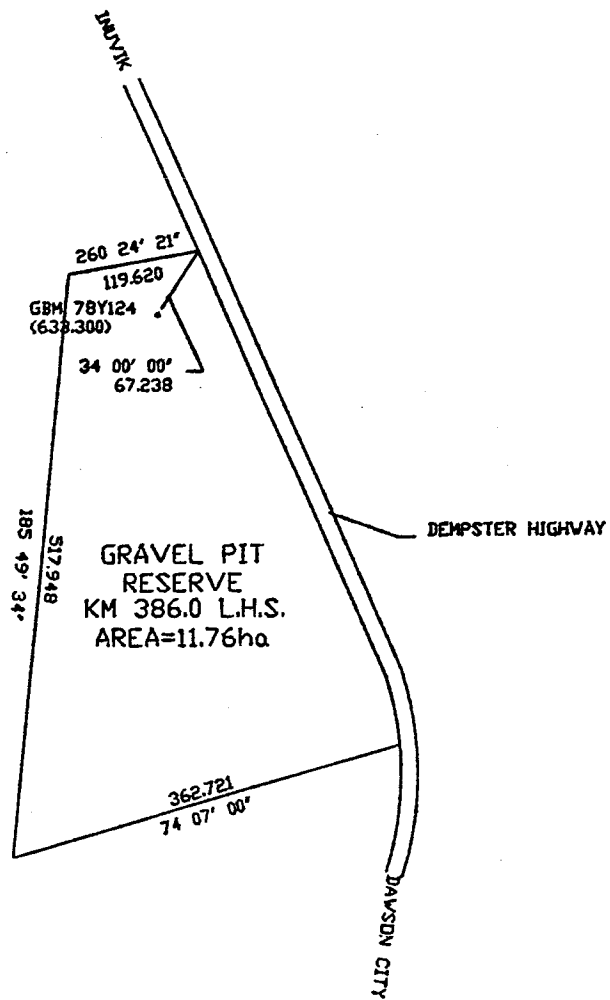 INUVIK
260 24' 21"
119.620
GBM 78Y124
(633.300)
34 00' 00"
67.238
DEMPSTER HIGHWAY
517.948
185 49' 34"
GRAVEL PIT
RESERVE
KM 386.0 L.H.S.
AREA=11.76ha
362.721
74 07' 00"
DAWSON CITY